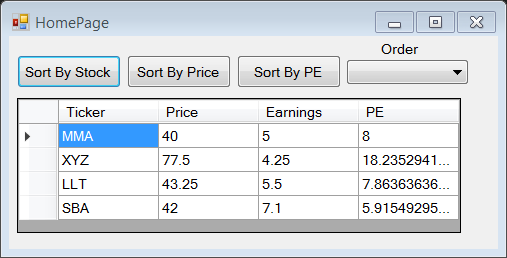 HomePage
Order
Sort By Stock Sort By Price Sort By PE
Ticker Price Earnings PE
MMA 40 5 8
XYZ 77.5 4.25 18.2352941...
LLT 43.25 5.5 7.86363636...
SBA 42 7.1 5.91549295...